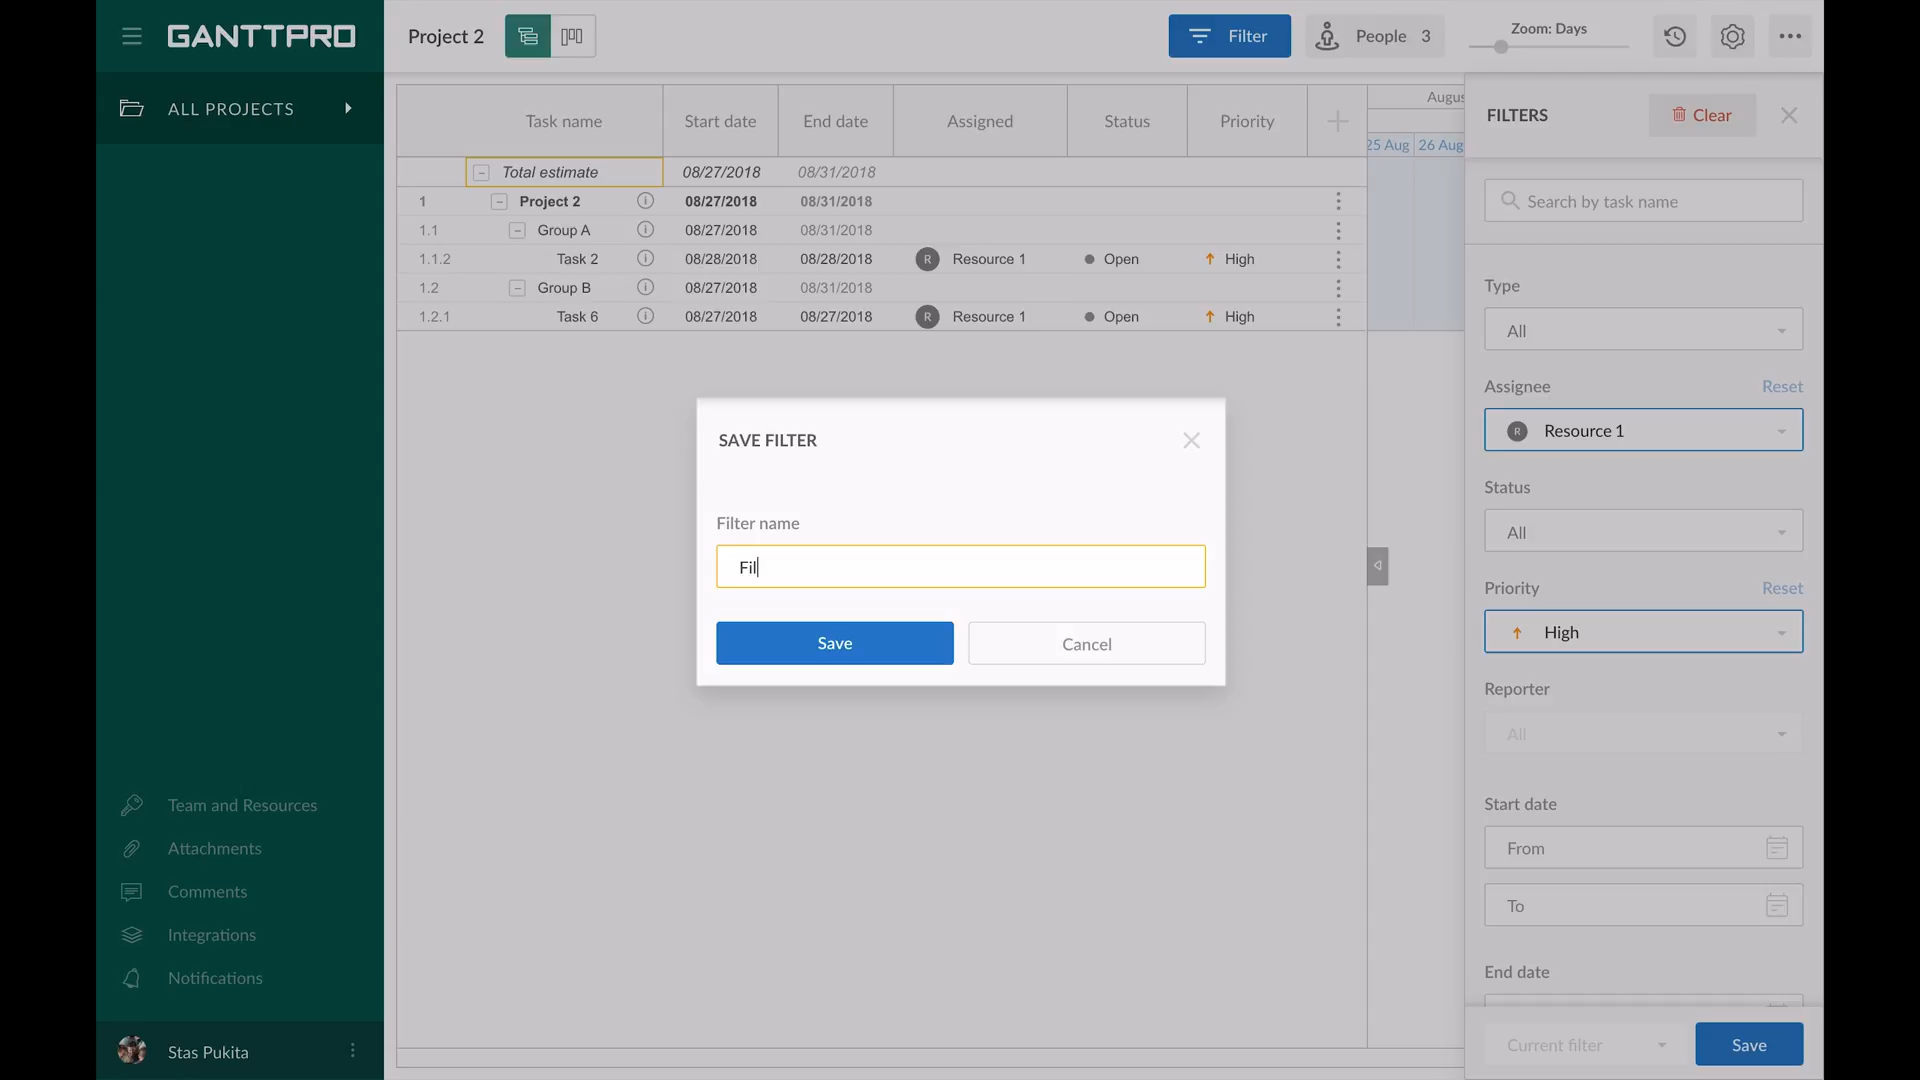 GANTTPRO
Project 2
Filter
People 3
Zoom: Days
ALL PROJECTS
Task name Start date End date Assigned Status Priority
Augus
25 Aug 26 Aug
FILTERS
Clear
Total estimate 08/27/2018 08/31/2018
1 Project 2 08/27/2018 08/31/2018
1.1 Group A 08/27/2018 08/31/2018
1.1.2 Task 2 08/28/2018 08/28/2018 R Resource 1 Open High
1.2 Group B 08/27/2018 08/31/2018
1.2.1 Task 6 08/27/2018 08/27/2018 R Resource 1 Open High
Search by task name
Type
All
Assignee Reset
R Resource 1
Status
All
Priority Reset
High
Reporter
All
Start date
From
To
End date
Current filter
Save
SAVE FILTER
Filter name
Fil
Save
Cancel
Team and Resources
Attachments
Comments
Integrations
Notifications
Stas Pukita